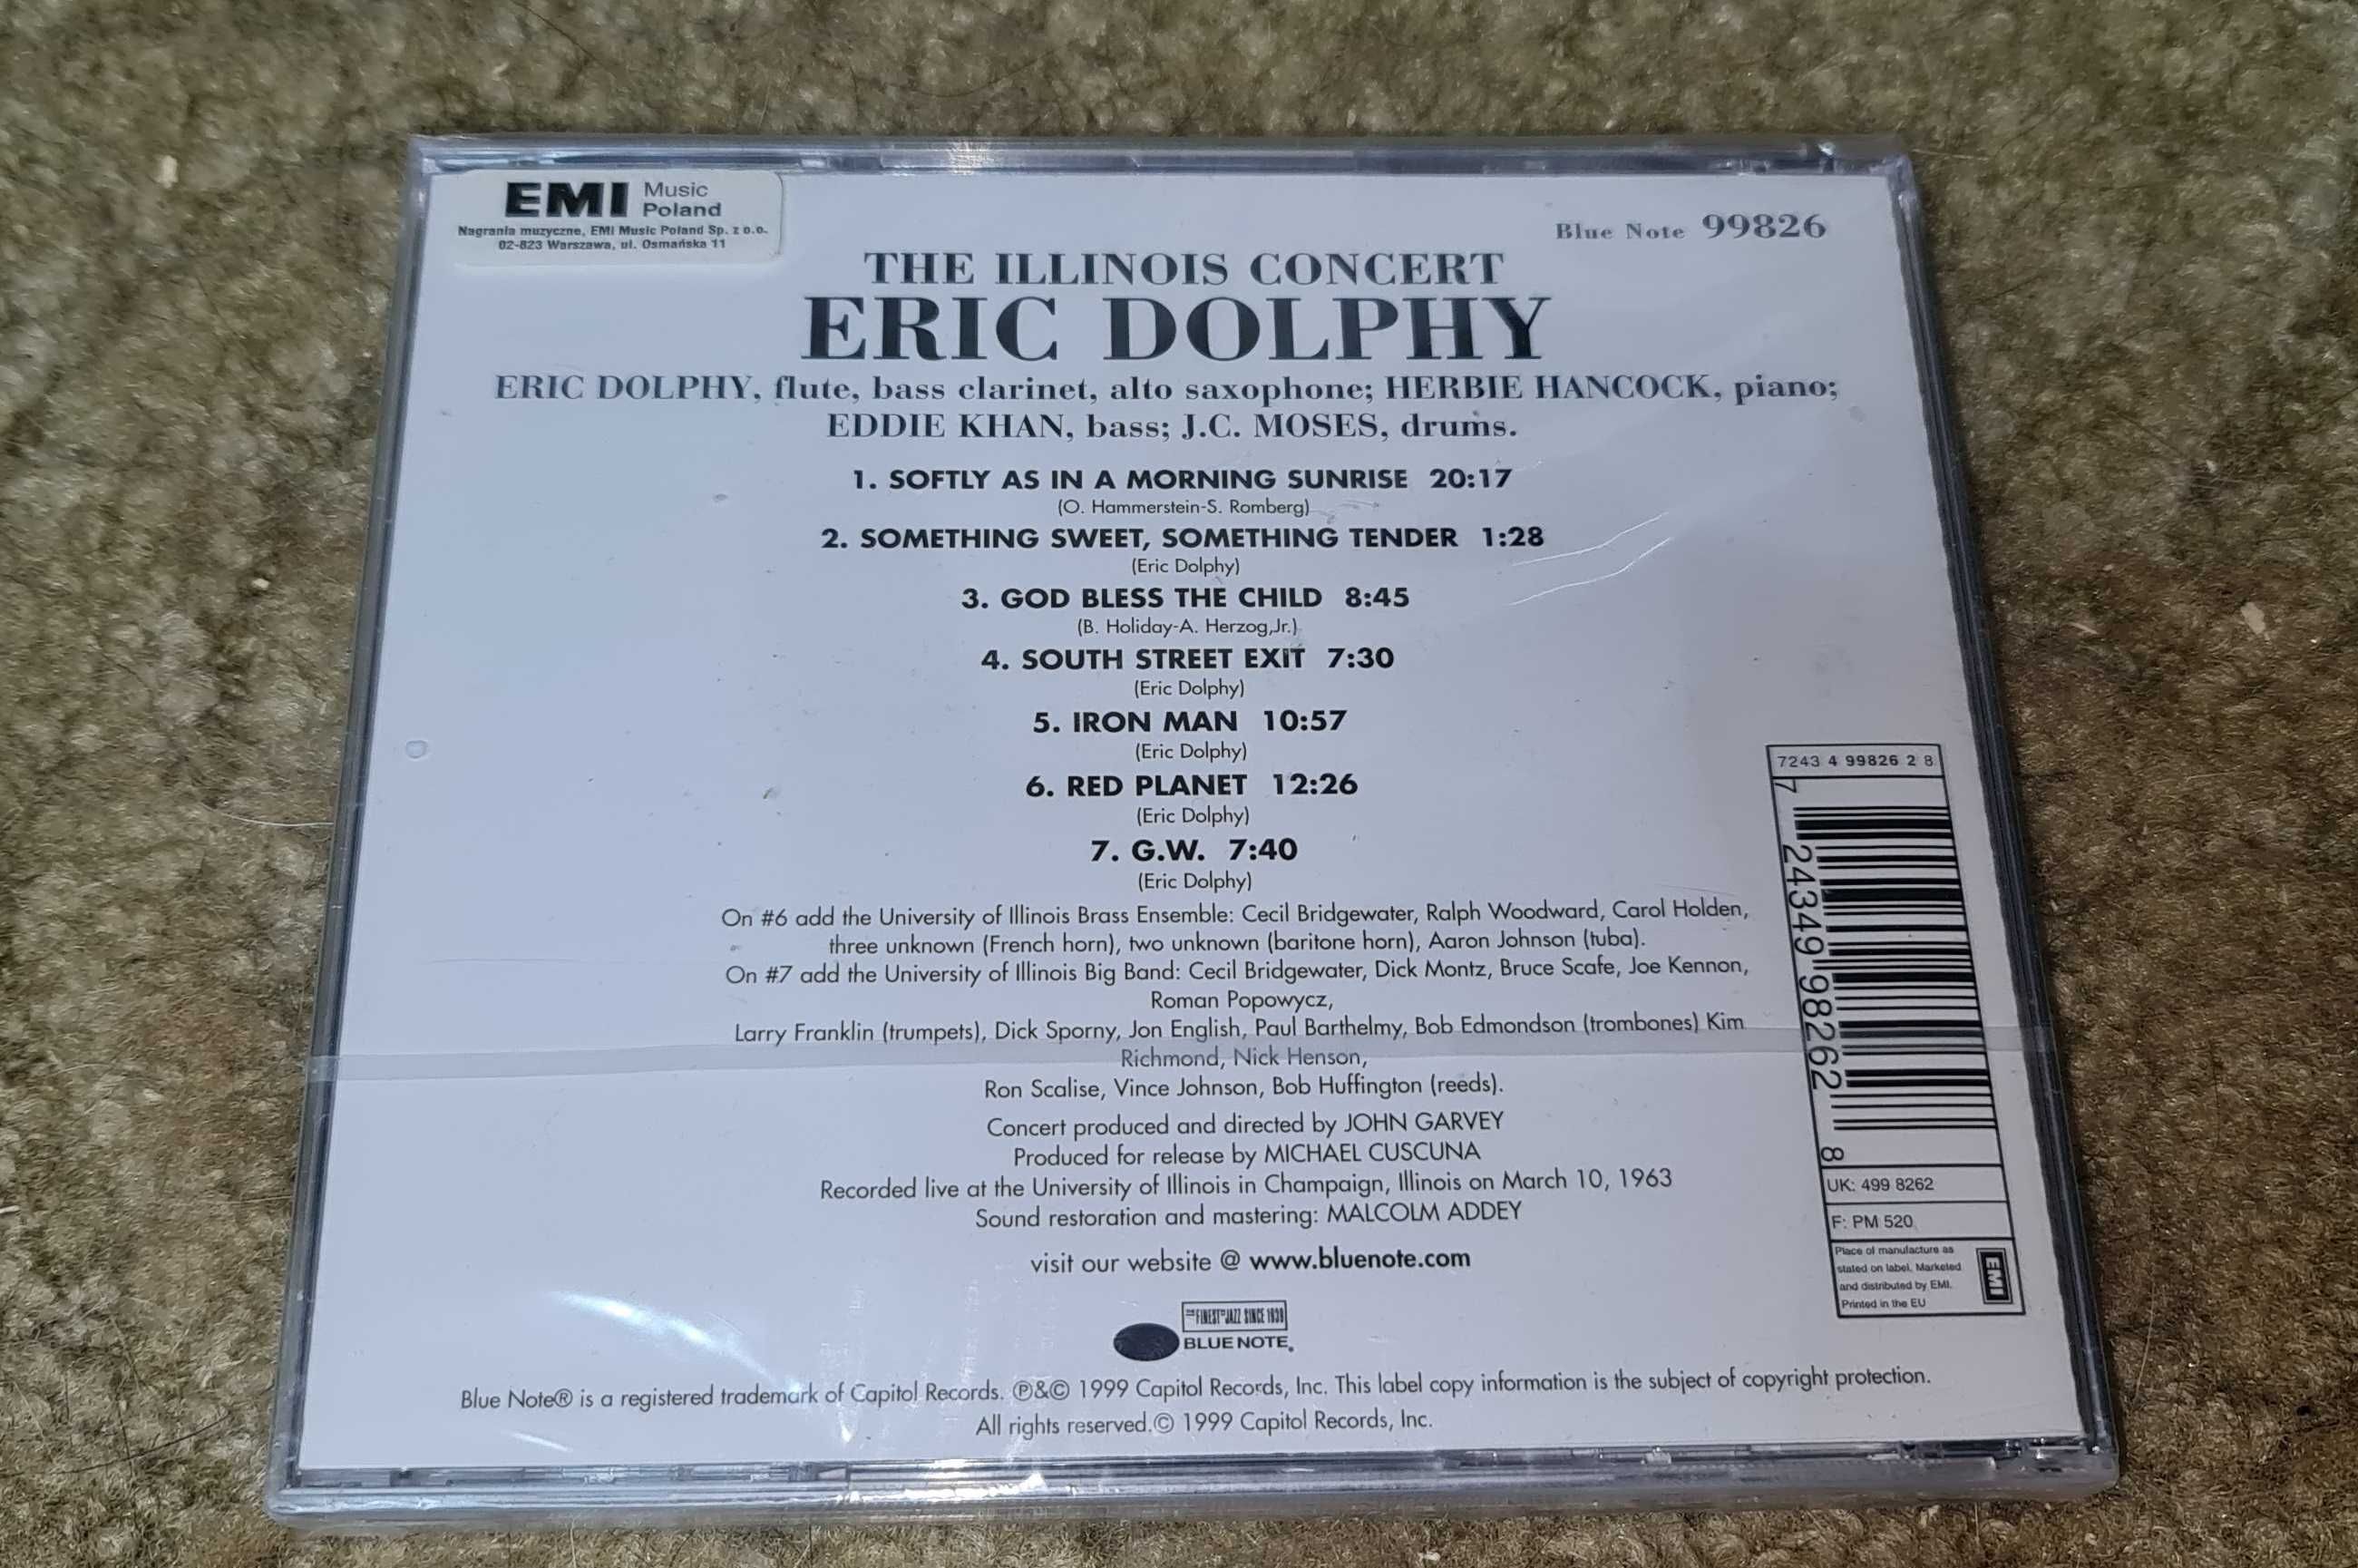 EMI Music Poland
Nagrania muzyczne, EMI Music Poland Sp. z o.o.
02-823 Warszawa, ul. Osmańska 11
Blue Note 99826
THE ILLINOIS CONCERT
ERIC DOLPHY
ERIC DOLPHY, flute, bass clarinet, alto saxophone; HERBIE HANCOCK, piano;
EDDIE KHAN, bass; J.C. MOSES, drums.
1. SOFTLY AS IN A MORNING SUNRISE 20:17
(O. Hammerstein-S. Romberg)
2. SOMETHING SWEET, SOMETHING TENDER 1:28
(Eric Dolphy)
3. GOD BLESS THE CHILD 8:45
(B. Holiday-A. Herzog,Jr.)
4. SOUTH STREET EXIT 7:30
(Eric Dolphy)
5. IRON MAN 10:57
(Eric Dolphy)
6. RED PLANET 12:26
(Eric Dolphy)
7. G.W. 7:40
(Eric Dolphy)
On #6 add the University of Illinois Brass Ensemble: Cecil Bridgewater, Ralph Woodward, Carol Holden,
three unknown (French horn), two unknown (baritone horn), Aaron Johnson (tuba).
On #7 add the University of Illinois Big Band: Cecil Bridgewater, Dick Montz, Bruce Scafe, Joe Kennon,
Roman Popowycz,
Larry Franklin (trumpets), Dick Sporny, Jon English, Paul Barthelmy, Bob Edmondson (trombones) Kim
Richmond, Nick Henson,
Ron Scalise, Vince Johnson, Bob Huffington (reeds).
Concert produced and directed by JOHN GARVEY
Produced for release by MICHAEL CUSCUNA
Recorded live at the University of Illinois in Champaign, Illinois on March 10, 1963
Sound restoration and mastering: MALCOLM ADDEY
visit our website @ www.bluenote.com
THE FINEST IN JAZZ SINCE 1939
BLUE NOTE®
Blue Note® is a registered trademark of Capitol Records. ℗&© 1999 Capitol Records, Inc. This label copy information is the subject of copyright protection.
All rights reserved.© 1999 Capitol Records, Inc.
7243 4 99826 2 8
7 24349 98262 8
UK: 499 8262
F: PM 520
Place of manufacture as
stated on label. Marketed
and distributed by EMI.
Printed in the EU
EMI